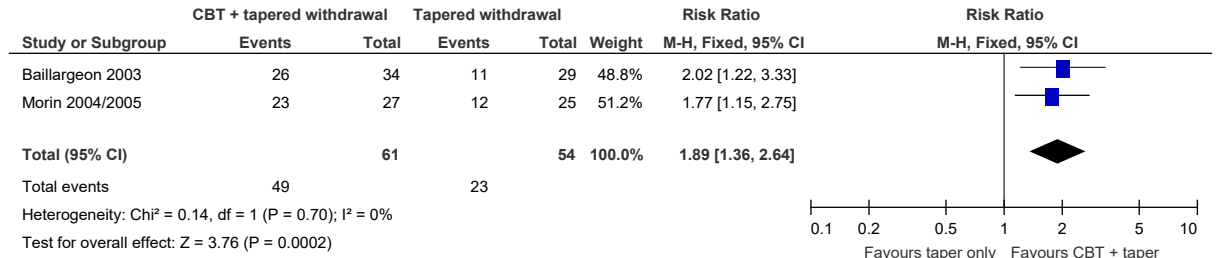 CBT + tapered withdrawal Tapered withdrawal Risk Ratio Risk Ratio
Study or Subgroup Events Total Events Total Weight M-H, Fixed, 95% CI M-H, Fixed, 95% CI
Baillargeon 2003 26 34 11 29 48.8% 2.02 [1.22, 3.33]
Morin 2004/2005 23 27 12 25 51.2% 1.77 [1.15, 2.75]
Total (95% CI) 61 54 100.0% 1.89 [1.36, 2.64]
Total events 49 23
Heterogeneity: Chi² = 0.14, df = 1 (P = 0.70); I² = 0%
Test for overall effect: Z = 3.76 (P = 0.0002)
0.1 0.2 0.5 1 2 5 10
Favours taper only Favours CBT + taper